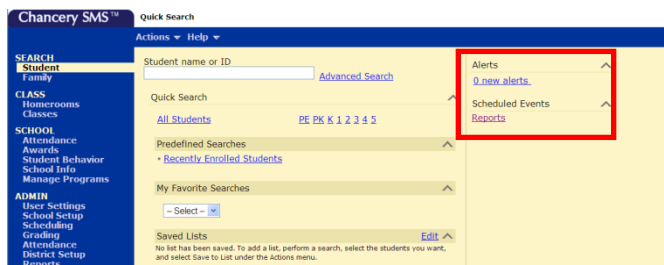 Chancery SMS™
Quick Search
Actions Help
SEARCH
Student
Family
CLASS
Homerooms
Classes
SCHOOL
Attendance
Awards
Student Behavior
School Info
Manage Programs
ADMIN
User Settings
School Setup
Scheduling
Grading
Attendance
District Setup
Reports
Student name or ID
Advanced Search
Quick Search
All Students PE PK K 1 2 3 4 5
Predefined Searches
• Recently Enrolled Students
My Favorite Searches
– Select –
Saved Lists Edit
No list has been saved. To add a list, perform a search, select the students you want,
and select Save to List under the Actions menu.
Alerts
0 new alerts
Scheduled Events
Reports